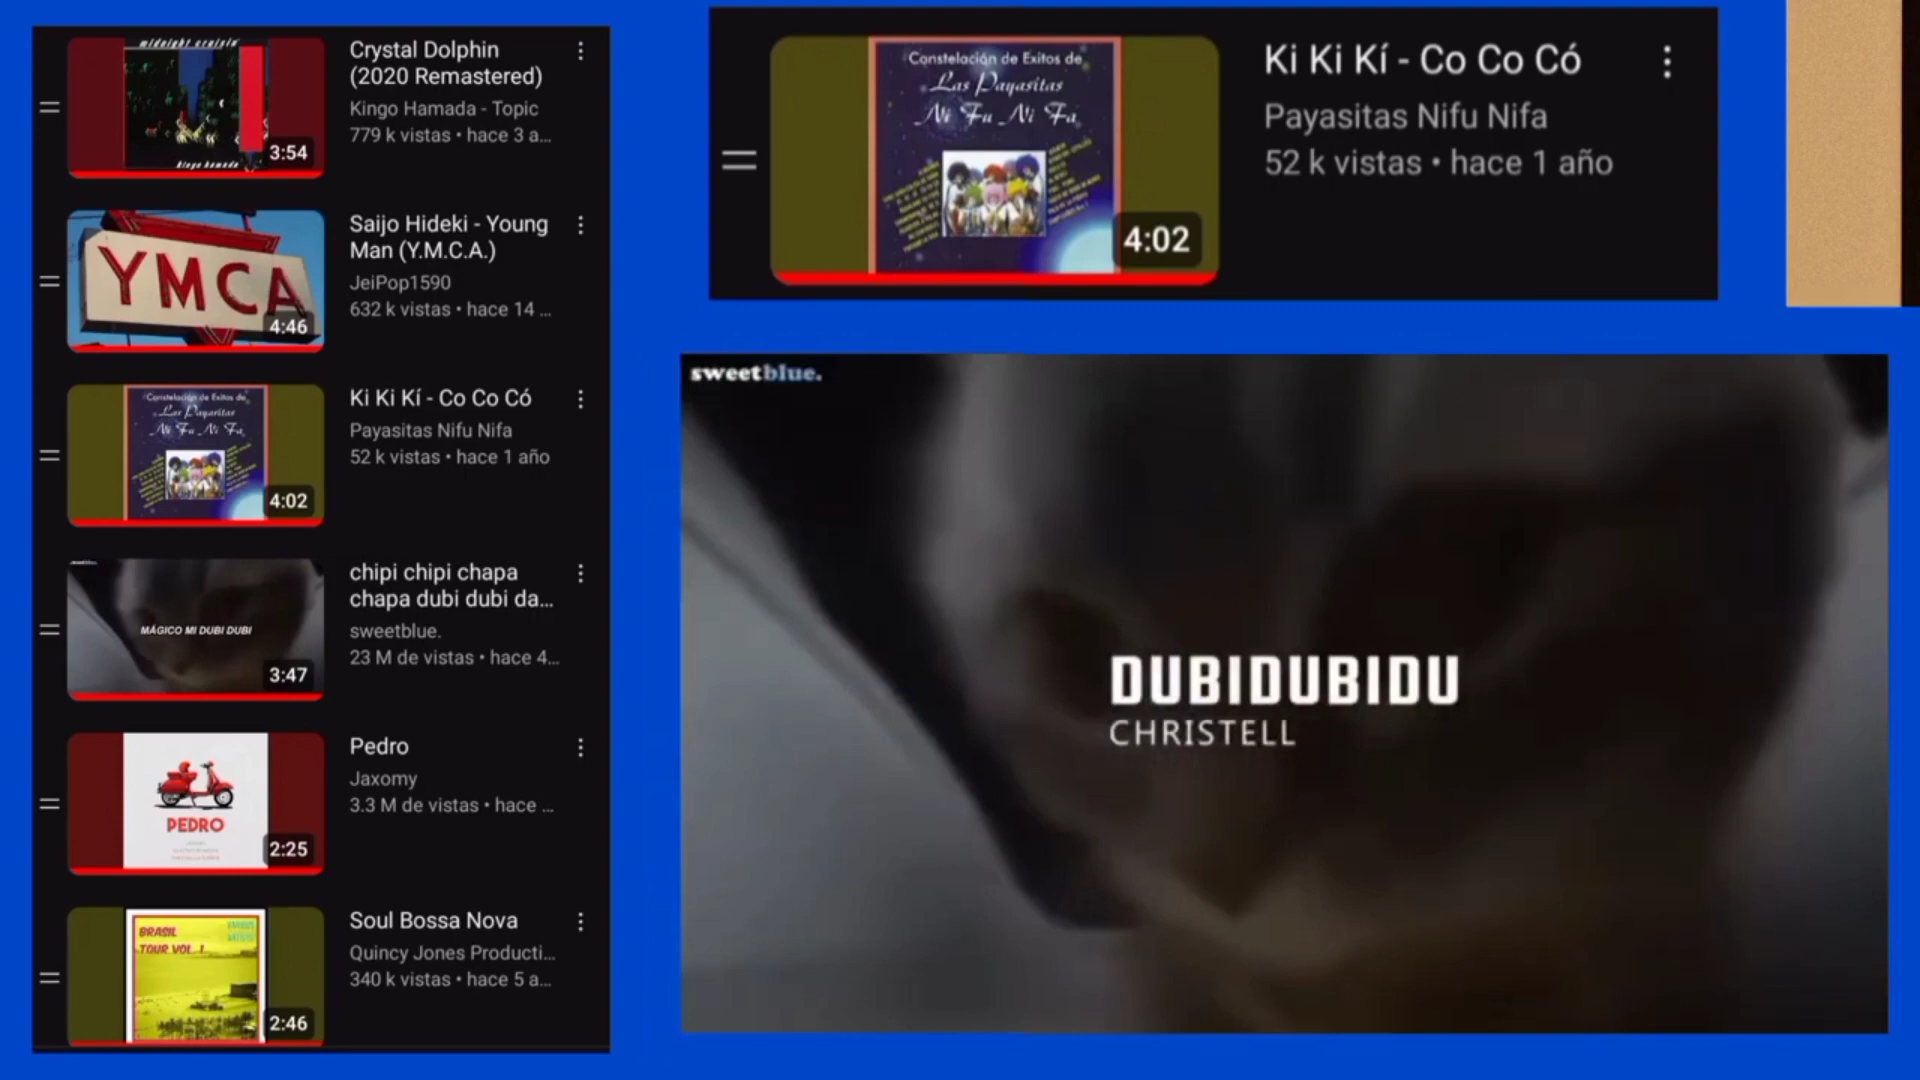 midnight cruisin'
kingo hamada
3:54
Crystal Dolphin
(2020 Remastered)
Kingo Hamada - Topic
779 k vistas • hace 3 a...
YMCA
4:46
Saijo Hideki - Young
Man (Y.M.C.A.)
JeiPop1590
632 k vistas • hace 14 ...
Constelación de Exitos de
Las Payasitas
Ni Fu Ni Fa
4:02
Ki Ki Kí - Co Co Có
Payasitas Nifu Nifa
52 k vistas • hace 1 año
MÁGICO MI DUBI DUBI
3:47
chipi chipi chapa
chapa dubi dubi da...
sweetblue.
23 M de vistas • hace 4...
PEDRO
2:25
Pedro
Jaxomy
3.3 M de vistas • hace ...
BRASIL
TOUR VOL. 1
2:46
Soul Bossa Nova
Quincy Jones Producti...
340 k vistas • hace 5 a...
Constelación de Exitos de
Las Payasitas
Ni Fu Ni Fa
4:02
Ki Ki Kí - Co Co Có
Payasitas Nifu Nifa
52 k vistas • hace 1 año
sweetblue.
DUBIDUBIDU
CHRISTELL